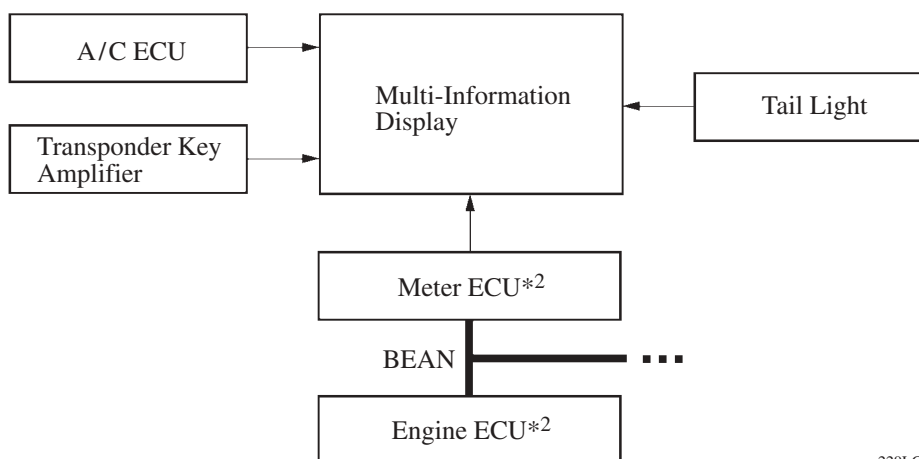 A/C ECU
Transponder Key
Amplifier
Multi-Information
Display
Tail Light
Meter ECU*2
BEAN
Engine ECU*2